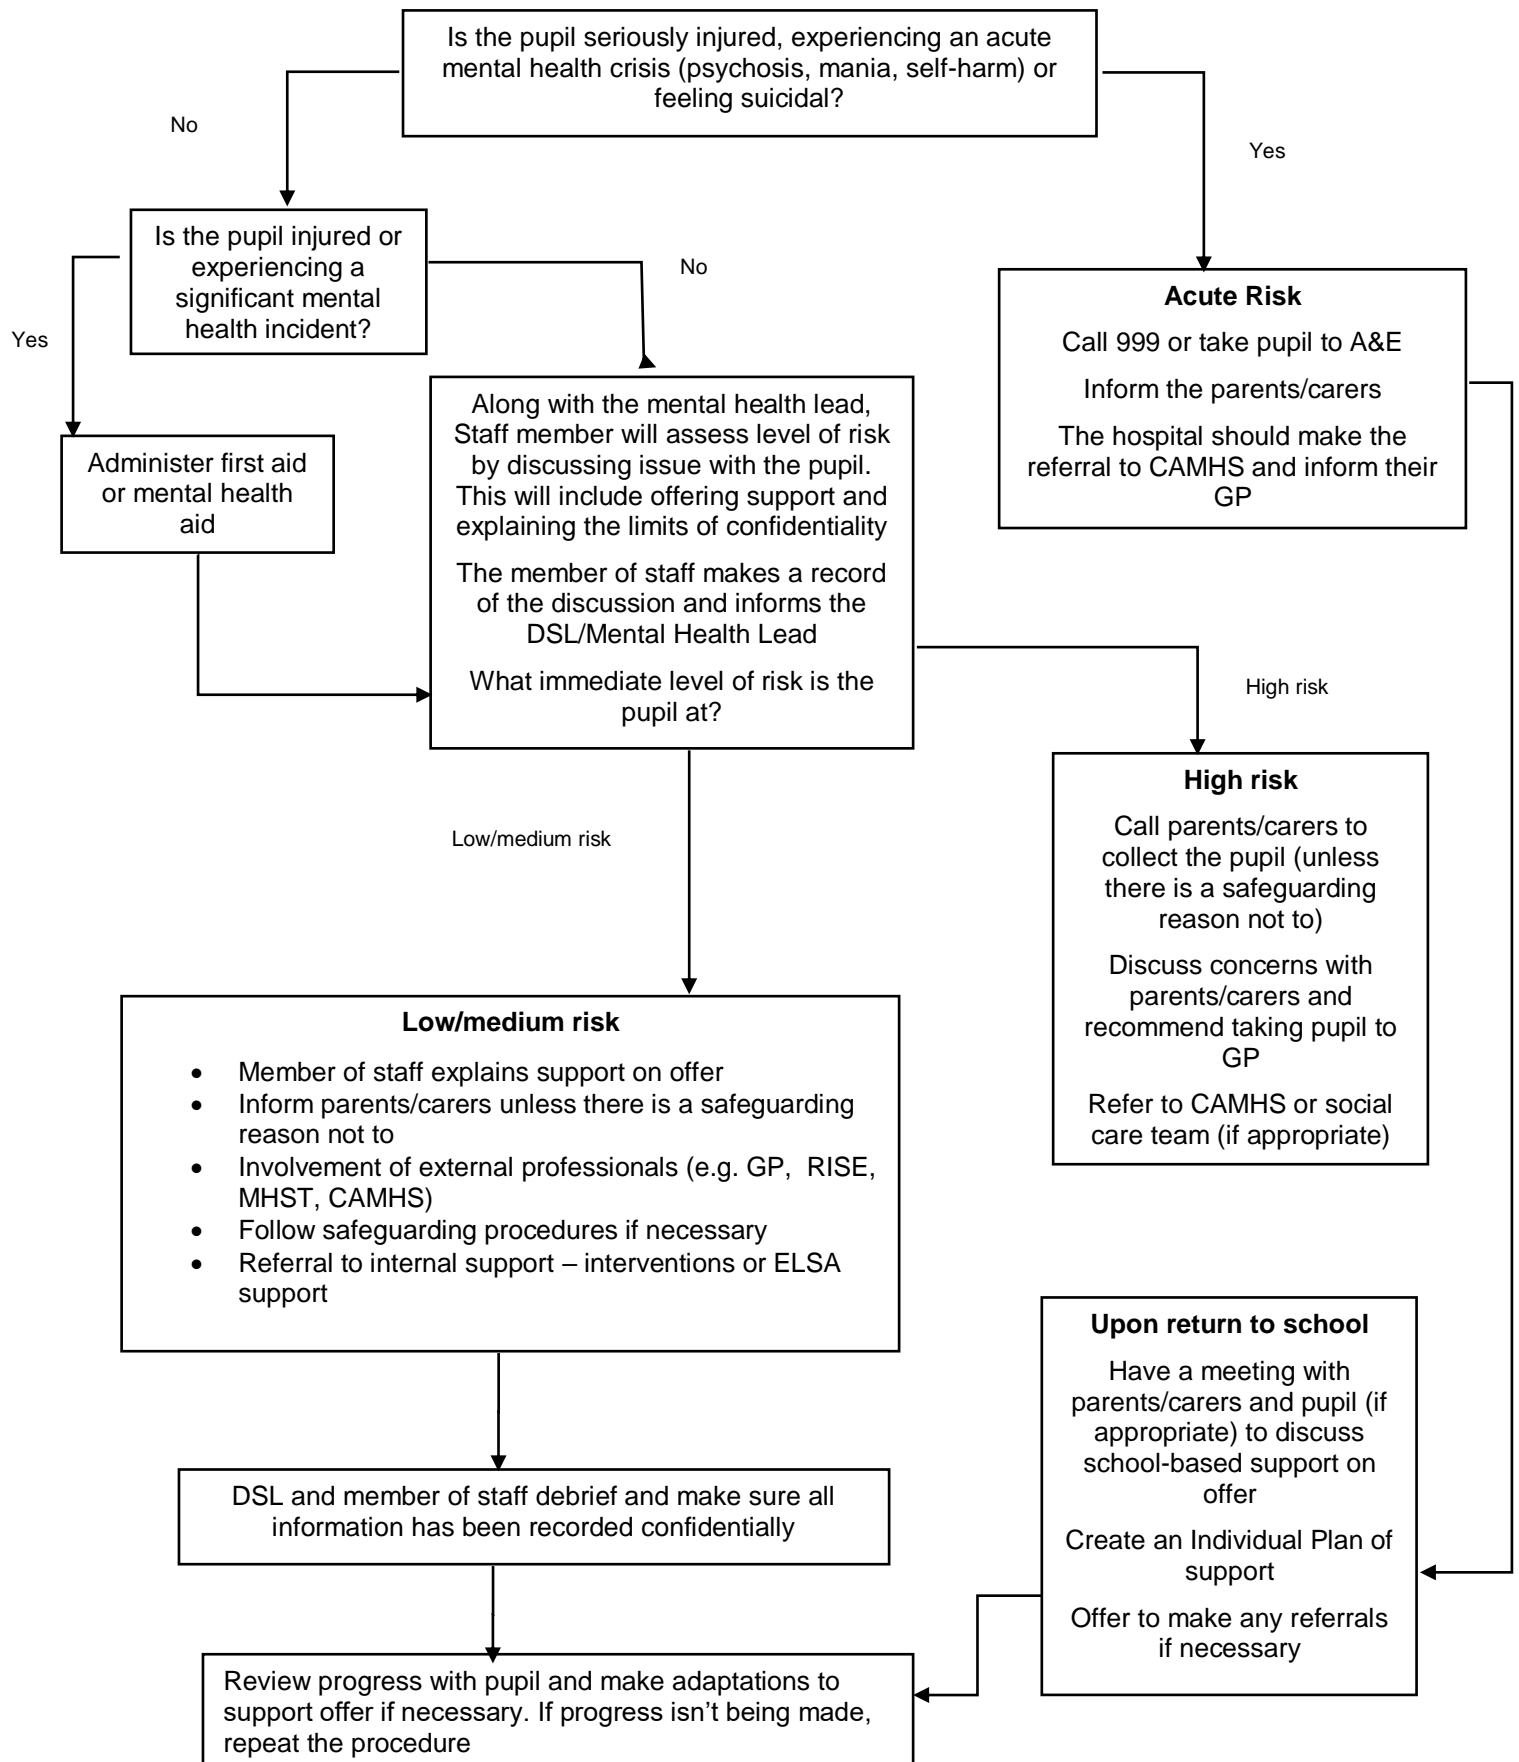 Is the pupil seriously injured, experiencing an acute
mental health crisis (psychosis, mania, self-harm) or
feeling suicidal?
No
Yes
Is the pupil injured or
experiencing a
significant mental
health incident?
Yes
No
Acute Risk
Call 999 or take pupil to A&E
Inform the parents/carers
The hospital should make the
referral to CAMHS and inform their
GP
Administer first aid
or mental health
aid
Along with the mental health lead,
Staff member will assess level of risk
by discussing issue with the pupil.
This will include offering support and
explaining the limits of confidentiality
The member of staff makes a record
of the discussion and informs the
DSL/Mental Health Lead
What immediate level of risk is the
pupil at?
High risk
Low/medium risk
High risk
Call parents/carers to
collect the pupil (unless
there is a safeguarding
reason not to)
Discuss concerns with
parents/carers and
recommend taking pupil to
GP
Refer to CAMHS or social
care team (if appropriate)
Low/medium risk
• Member of staff explains support on offer
• Inform parents/carers unless there is a safeguarding
reason not to
• Involvement of external professionals (e.g. GP, RISE,
MHST, CAMHS)
• Follow safeguarding procedures if necessary
• Referral to internal support – interventions or ELSA
support
Upon return to school
Have a meeting with
parents/carers and pupil (if
appropriate) to discuss
school-based support on
offer
Create an Individual Plan of
support
Offer to make any referrals
if necessary
DSL and member of staff debrief and make sure all
information has been recorded confidentially
Review progress with pupil and make adaptations to
support offer if necessary. If progress isn't being made,
repeat the procedure